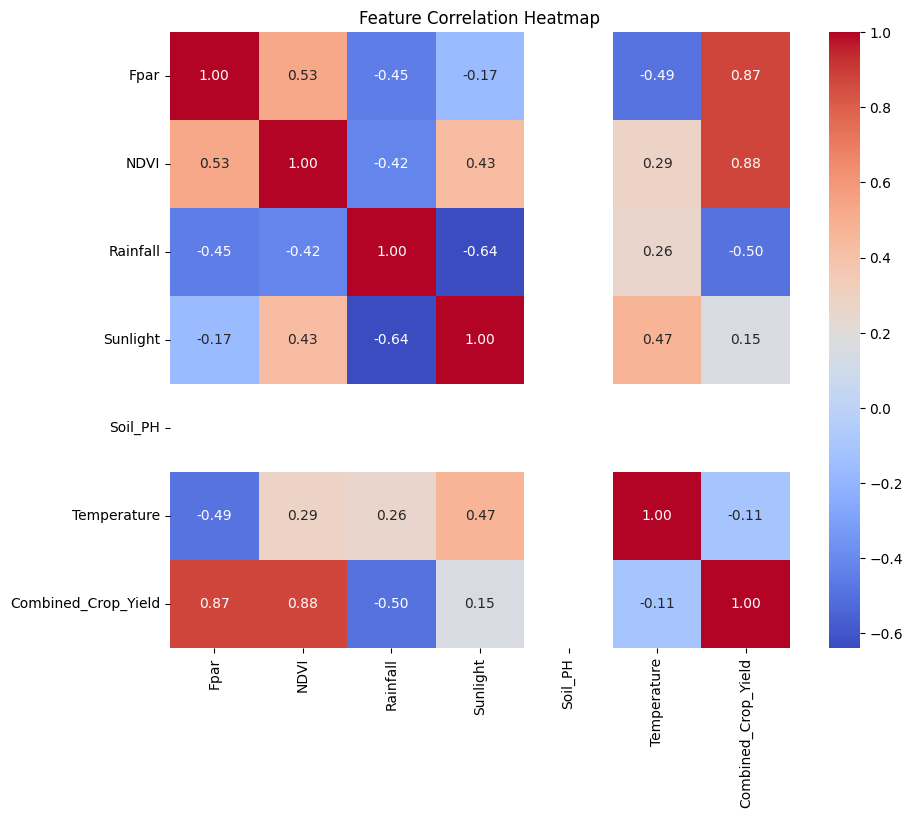 Feature Correlation Heatmap
Fpar 1.00 0.53 -0.45 -0.17 -0.49 0.87
NDVI 0.53 1.00 -0.42 0.43 0.29 0.88
Rainfall -0.45 -0.42 1.00 -0.64 0.26 -0.50
Sunlight -0.17 0.43 -0.64 1.00 0.47 0.15
Soil_PH
Temperature -0.49 0.29 0.26 0.47 1.00 -0.11
Combined_Crop_Yield 0.87 0.88 -0.50 0.15 -0.11 1.00
Fpar NDVI Rainfall Sunlight Soil_PH Temperature Combined_Crop_Yield
1.0
0.8
0.6
0.4
0.2
0.0
−0.2
−0.4
−0.6